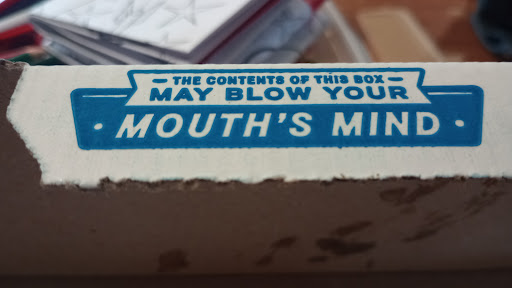 THE CONTENTS OF THIS BOX
MAY BLOW YOUR
MOUTH'S MIND